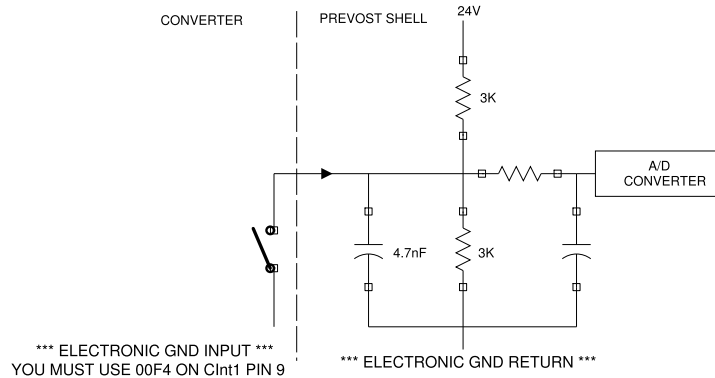 CONVERTER
PREVOST SHELL
24V
3K
A/D
CONVERTER
4.7nF
3K
*** ELECTRONIC GND INPUT ***
YOU MUST USE 00F4 ON CInt1 PIN 9
*** ELECTRONIC GND RETURN ***